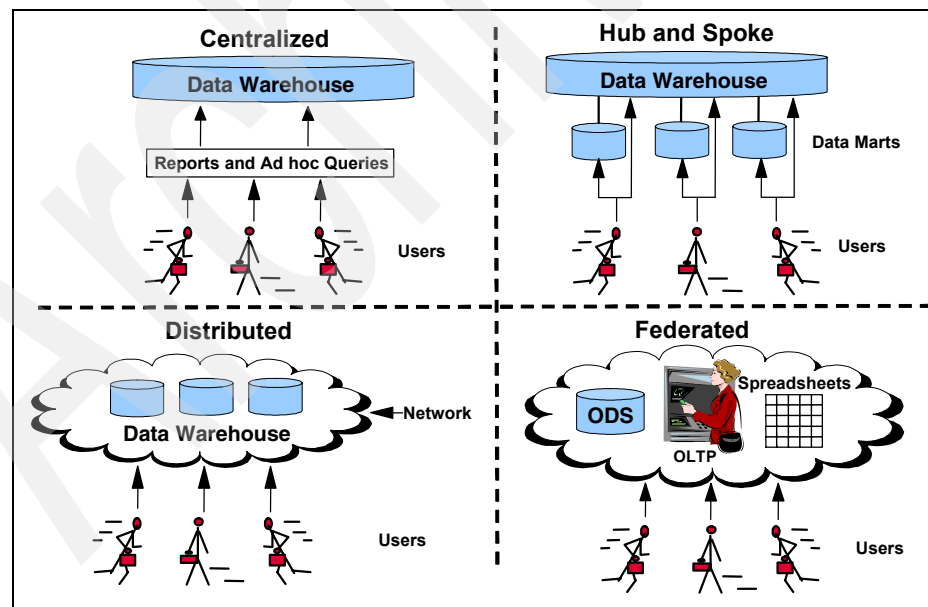 Centralized
Data Warehouse
Reports and Ad hoc Queries
Users
Hub and Spoke
Data Warehouse
Data Marts
Users
Distributed
Data Warehouse
Network
Users
Federated
ODS
OLTP
Spreadsheets
Users